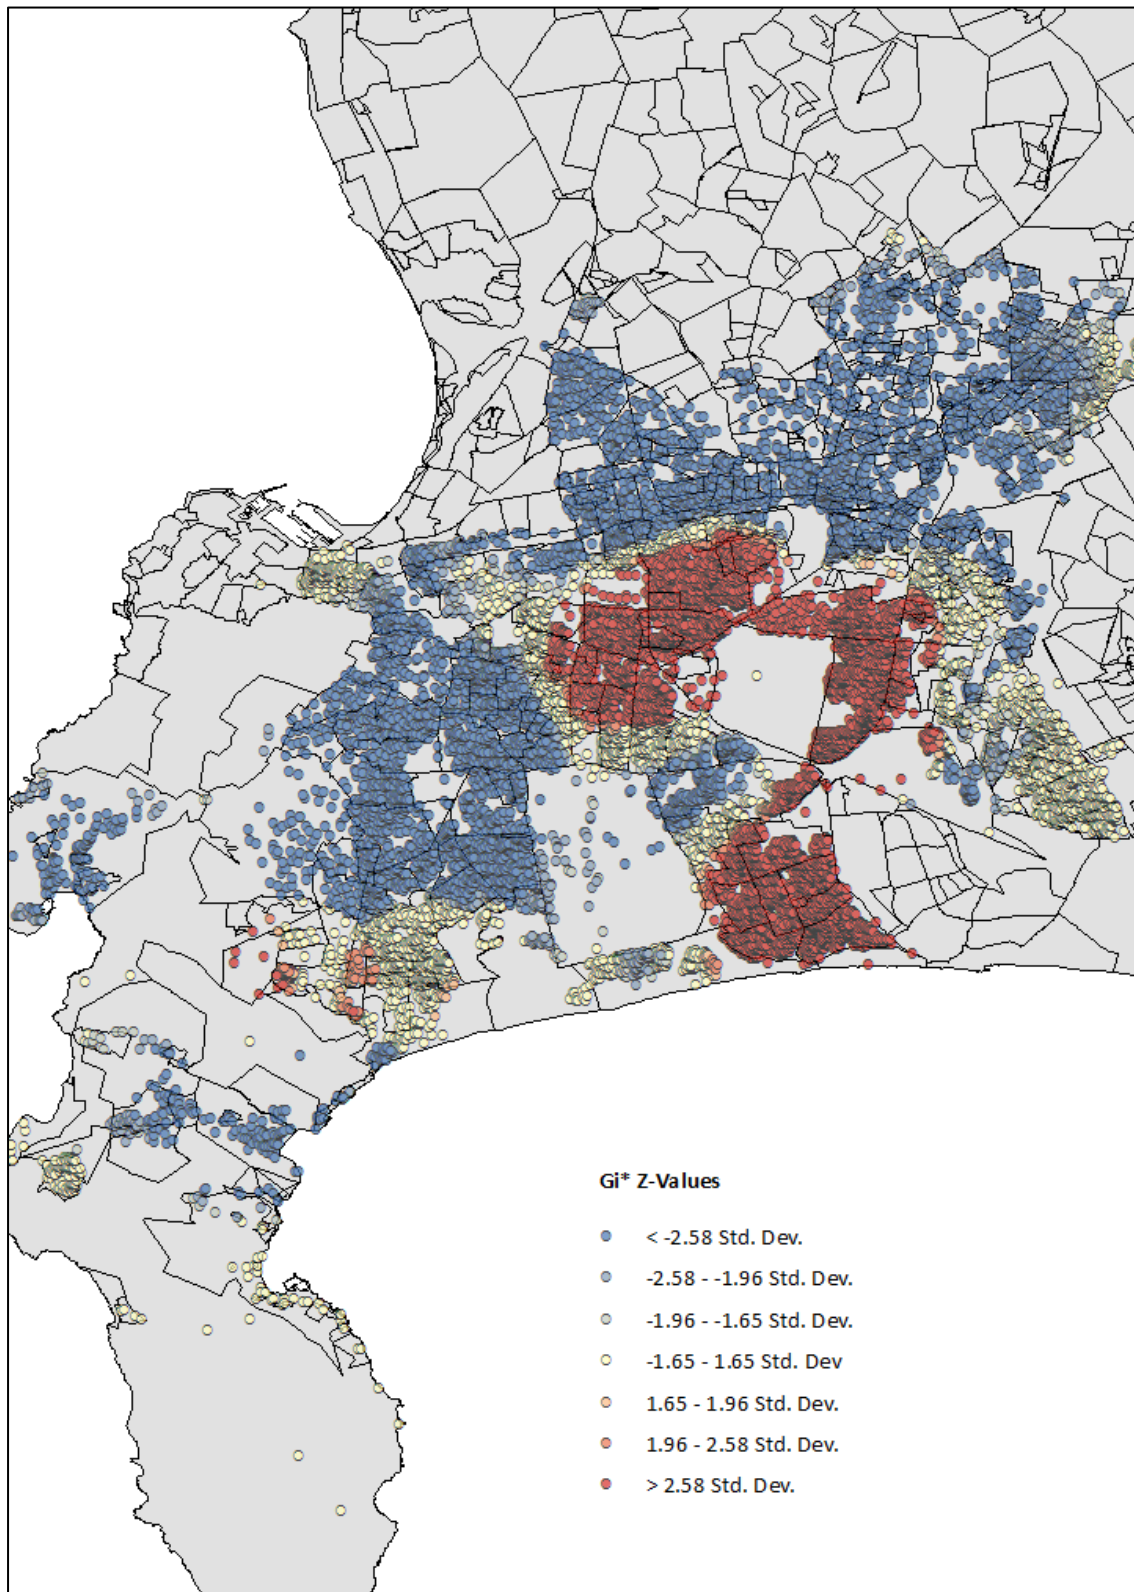 Gi* Z-Values
< -2.58 Std. Dev.
-2.58 - -1.96 Std. Dev.
-1.96 - -1.65 Std. Dev.
-1.65 - 1.65 Std. Dev
1.65 - 1.96 Std. Dev.
1.96 - 2.58 Std. Dev.
> 2.58 Std. Dev.